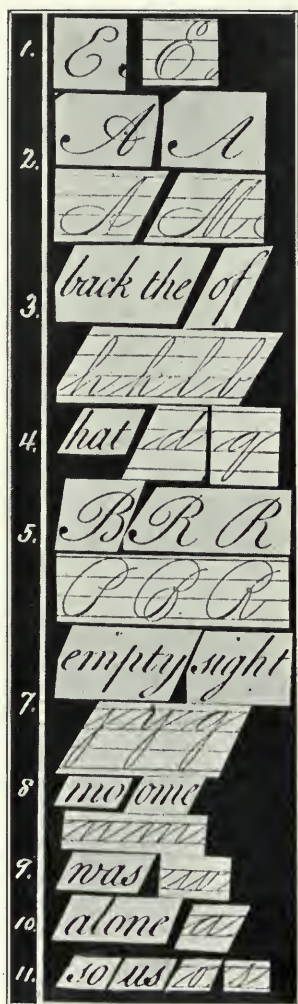 1. E. E.
2. A A
A M
3. back the of
h h l b
4. hat d q
5. B R R
P B R
empty sight
7. j y g
8 mo ome
9. was w
10. alone a
11. so us o s